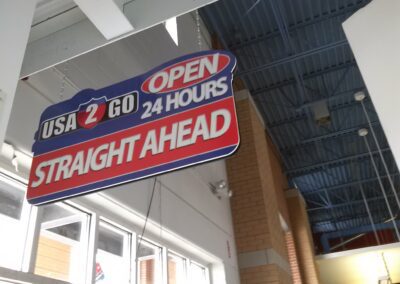 USA 2 GO
OPEN
24 HOURS
STRAIGHT AHEAD